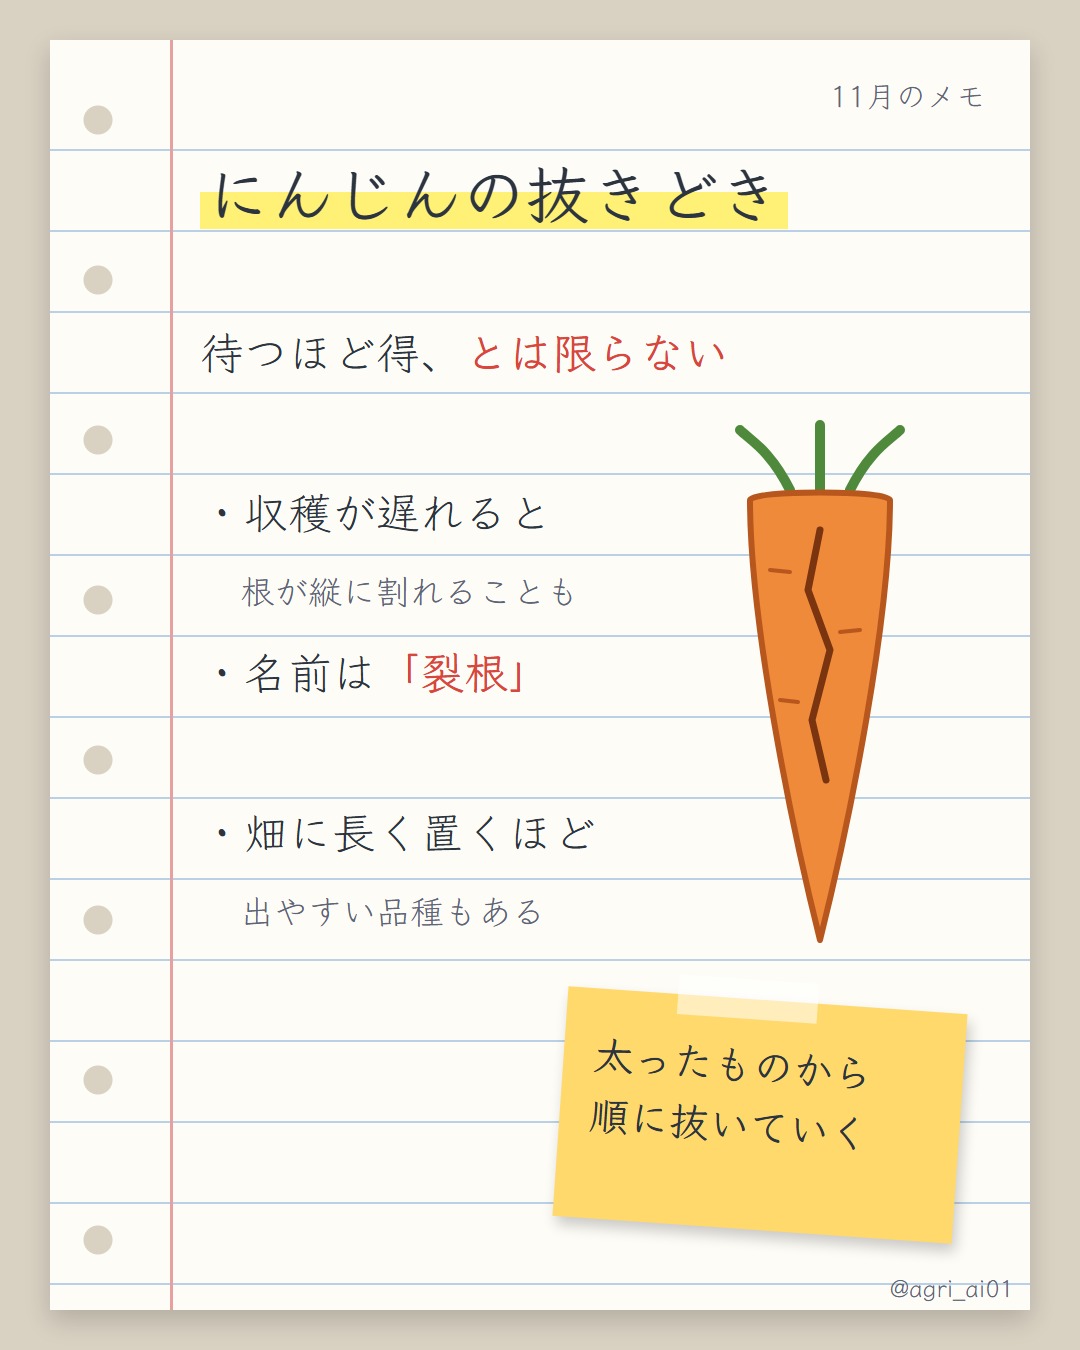 11月のメモ
にんじんの抜きどき
待つほど得、とは限らない
・収穫が遅れると
根が縦に割れることも
・名前は「裂根」
・畑に長く置くほど
出やすい品種もある
太ったものから
順に抜いていく
@agri_ai01